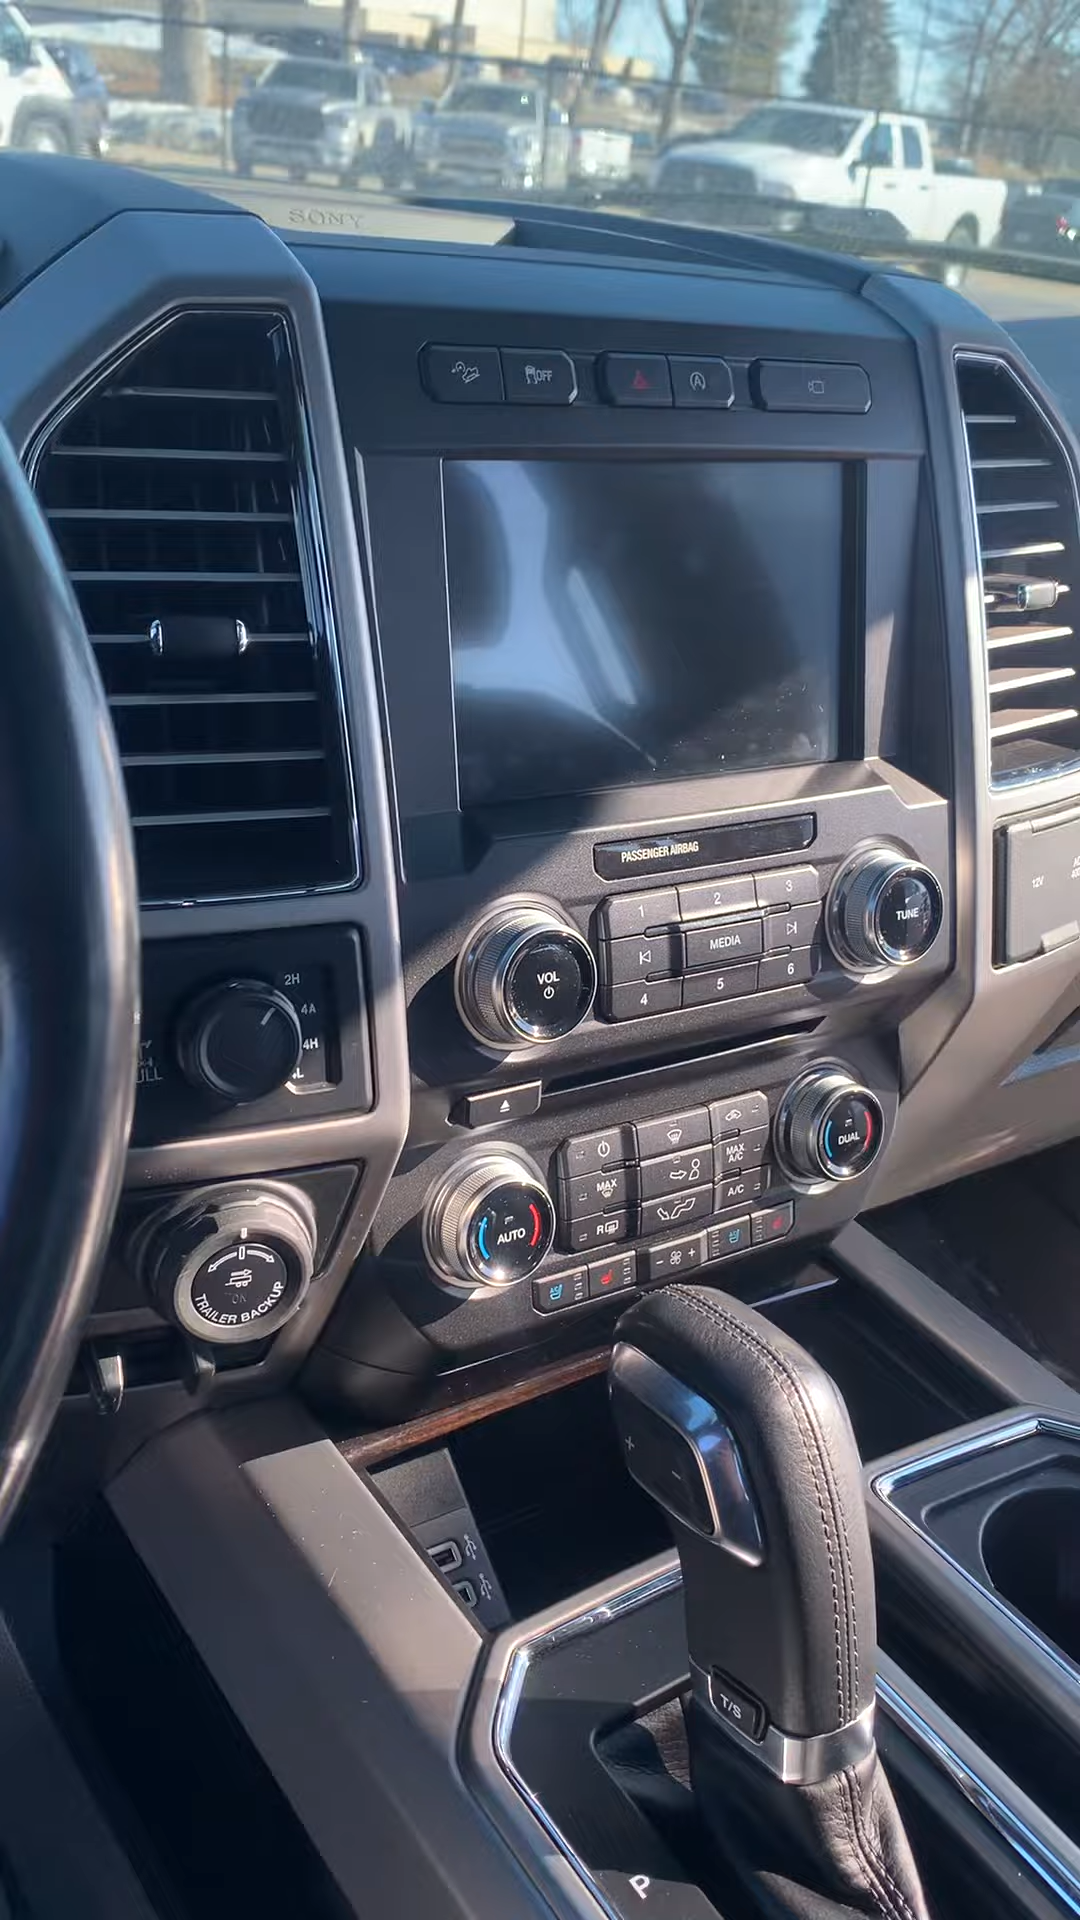 SONY
OFF
A
PASSENGER AIRBAG
1 2 3
VOL
MEDIA
TUNE
4 5 6
12V
2H
4A
4H
AUTO
DUAL
MAX
A/C
MAX
A/C
R
- +
TRAILER BACKUP
+
-
T/S
P